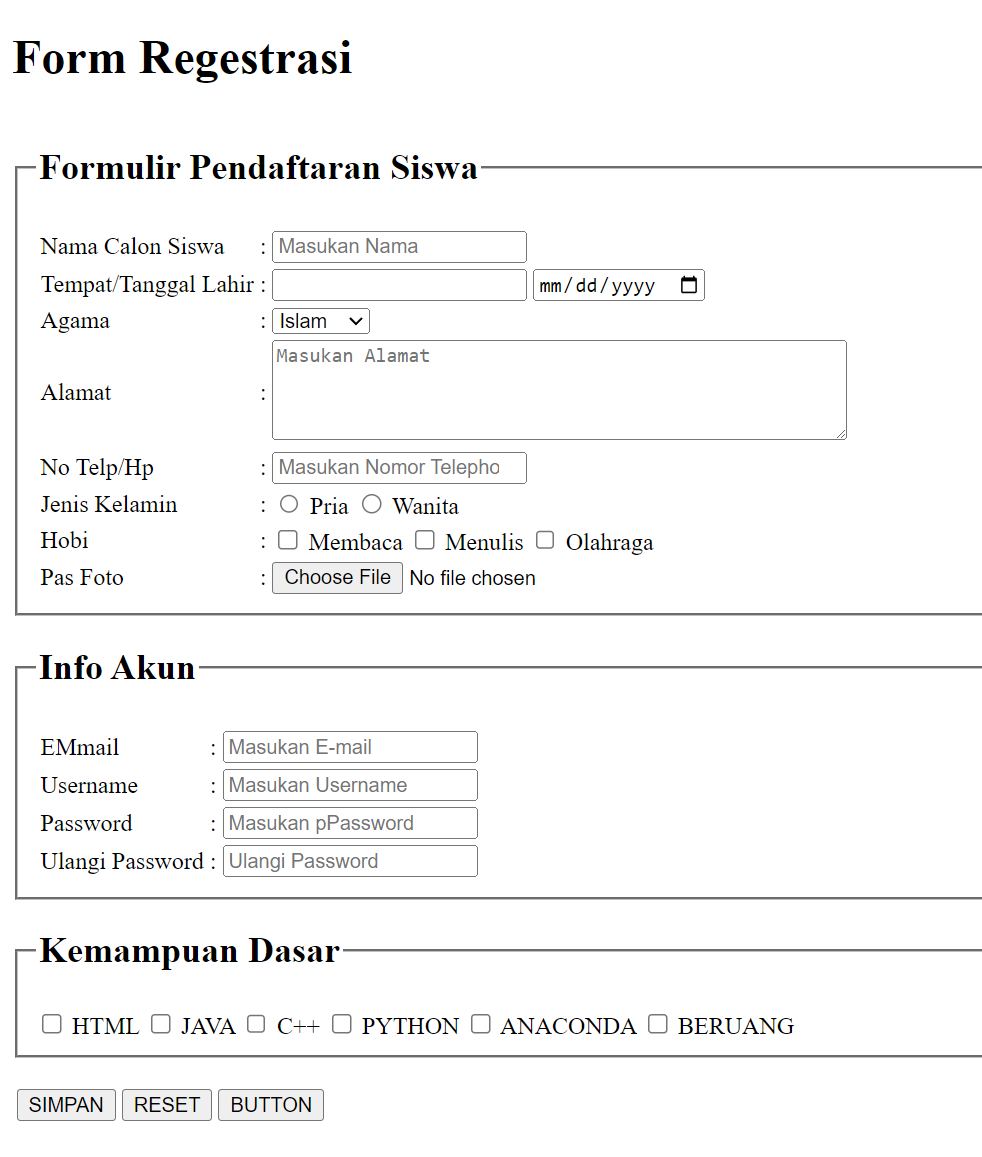 Form Regestrasi
Formulir Pendaftaran Siswa
Nama Calon Siswa : Masukan Nama
Tempat/Tanggal Lahir : mm/dd/yyyy
Agama : Islam
Alamat : Masukan Alamat
No Telp/Hp : Masukan Nomor Telepho
Jenis Kelamin : Pria Wanita
Hobi : Membaca Menulis Olahraga
Pas Foto : Choose File No file chosen
Info Akun
EMmail : Masukan E-mail
Username : Masukan Username
Password : Masukan pPassword
Ulangi Password : Ulangi Password
Kemampuan Dasar
HTML JAVA C++ PYTHON ANACONDA BERUANG
SIMPAN RESET BUTTON